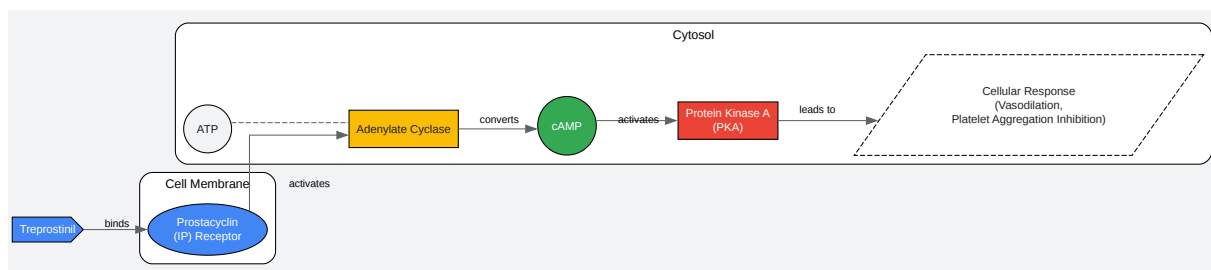 Cytosol
ATP
Adenylate Cyclase
converts
cAMP
activates
Protein Kinase A
(PKA)
leads to
Cellular Response
(Vasodilation,
Platelet Aggregation Inhibition)
Cell Membrane
activates
Treprostinil
binds
Prostacyclin
(IP) Receptor